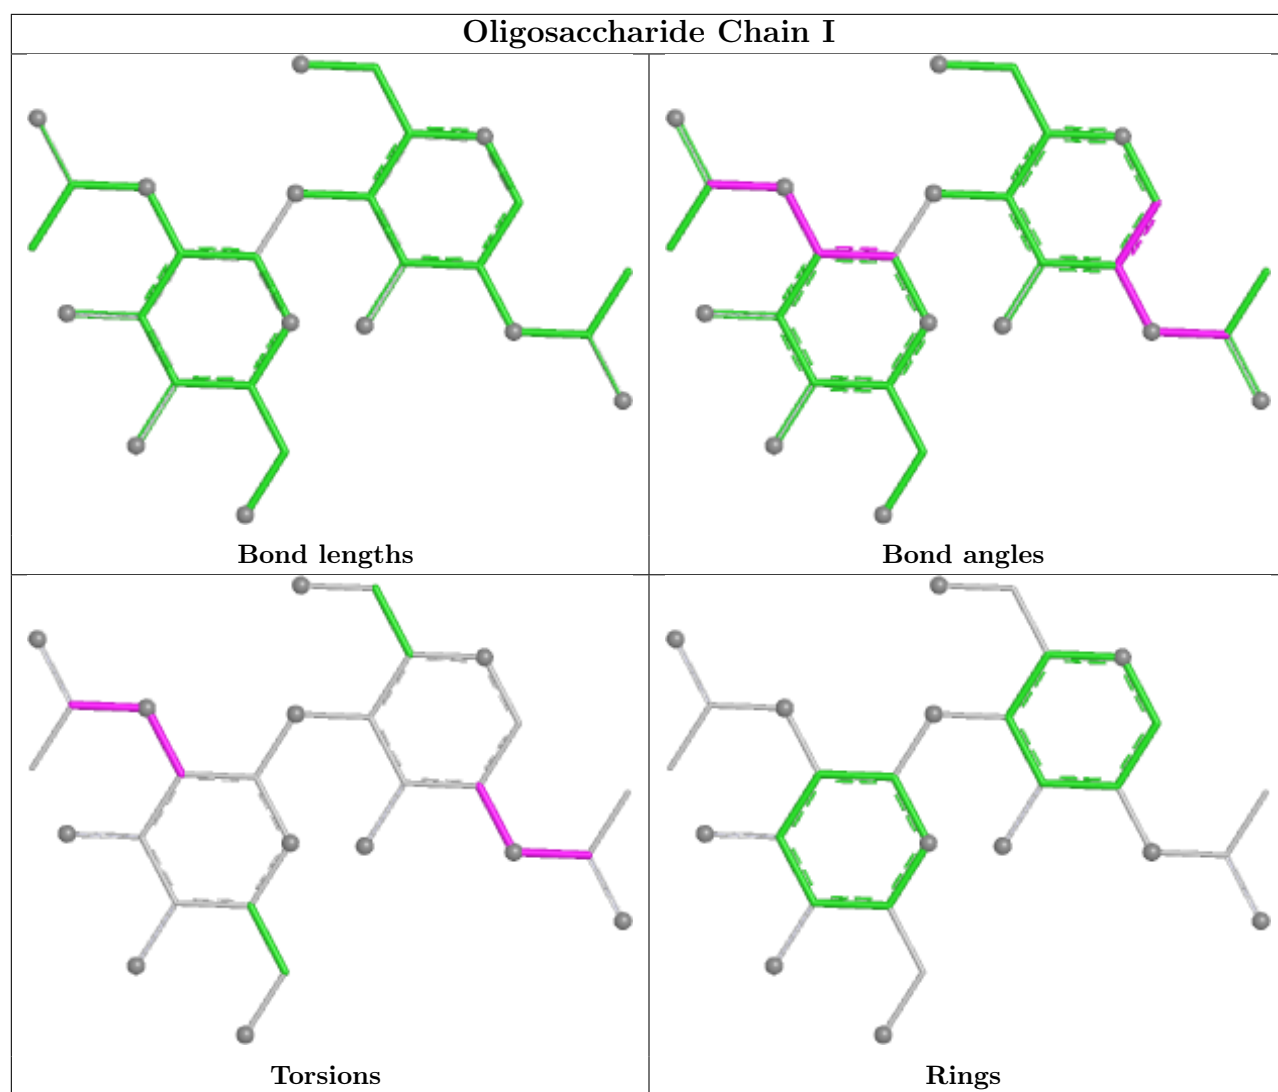 Oligosaccharide Chain I
Bond lengths
Bond angles
Torsions
Rings